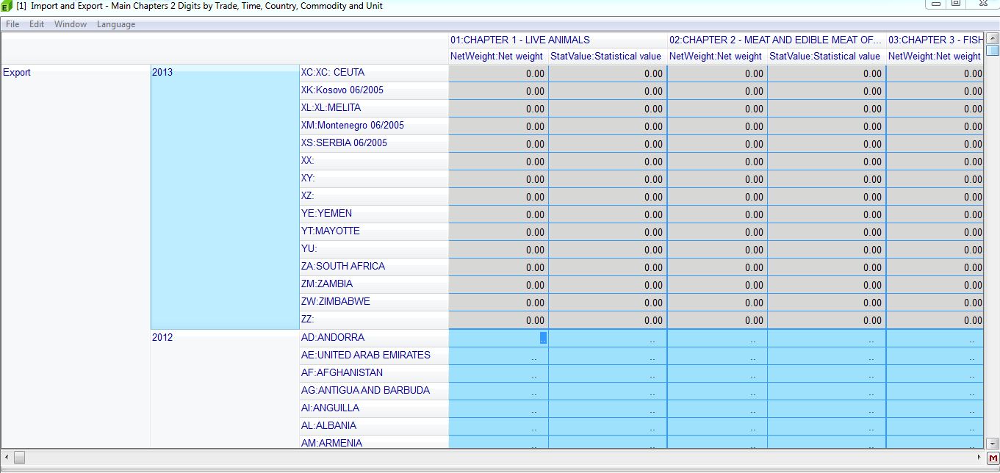 [1] Import and Export - Main Chapters 2 Digits by Trade, Time, Country, Commodity and Unit
File Edit Window Language
01:CHAPTER 1 - LIVE ANIMALS 02:CHAPTER 2 - MEAT AND EDIBLE MEAT OF... 03:CHAPTER 3 - FISH
NetWeight:Net weight StatValue:Statistical value NetWeight:Net weight StatValue:Statistical value NetWeight:Net weight
Export 2013 XC:XC: CEUTA 0.00 0.00 0.00 0.00 0.00
XK:Kosovo 06/2005 0.00 0.00 0.00 0.00 0.00
XL:XL:MELITA 0.00 0.00 0.00 0.00 0.00
XM:Montenegro 06/2005 0.00 0.00 0.00 0.00 0.00
XS:SERBIA 06/2005 0.00 0.00 0.00 0.00 0.00
XX: 0.00 0.00 0.00 0.00 0.00
XY: 0.00 0.00 0.00 0.00 0.00
XZ: 0.00 0.00 0.00 0.00 0.00
YE:YEMEN 0.00 0.00 0.00 0.00 0.00
YT:MAYOTTE 0.00 0.00 0.00 0.00 0.00
YU: 0.00 0.00 0.00 0.00 0.00
ZA:SOUTH AFRICA 0.00 0.00 0.00 0.00 0.00
ZM:ZAMBIA 0.00 0.00 0.00 0.00 0.00
ZW:ZIMBABWE 0.00 0.00 0.00 0.00 0.00
ZZ: 0.00 0.00 0.00 0.00 0.00
2012 AD:ANDORRA .. .. .. .. ..
AE:UNITED ARAB EMIRATES .. .. .. .. ..
AF:AFGHANISTAN .. .. .. .. ..
AG:ANTIGUA AND BARBUDA .. .. .. .. ..
AI:ANGUILLA .. .. .. .. ..
AL:ALBANIA .. .. .. .. ..
AM:ARMENIA .. .. .. .. ..
M